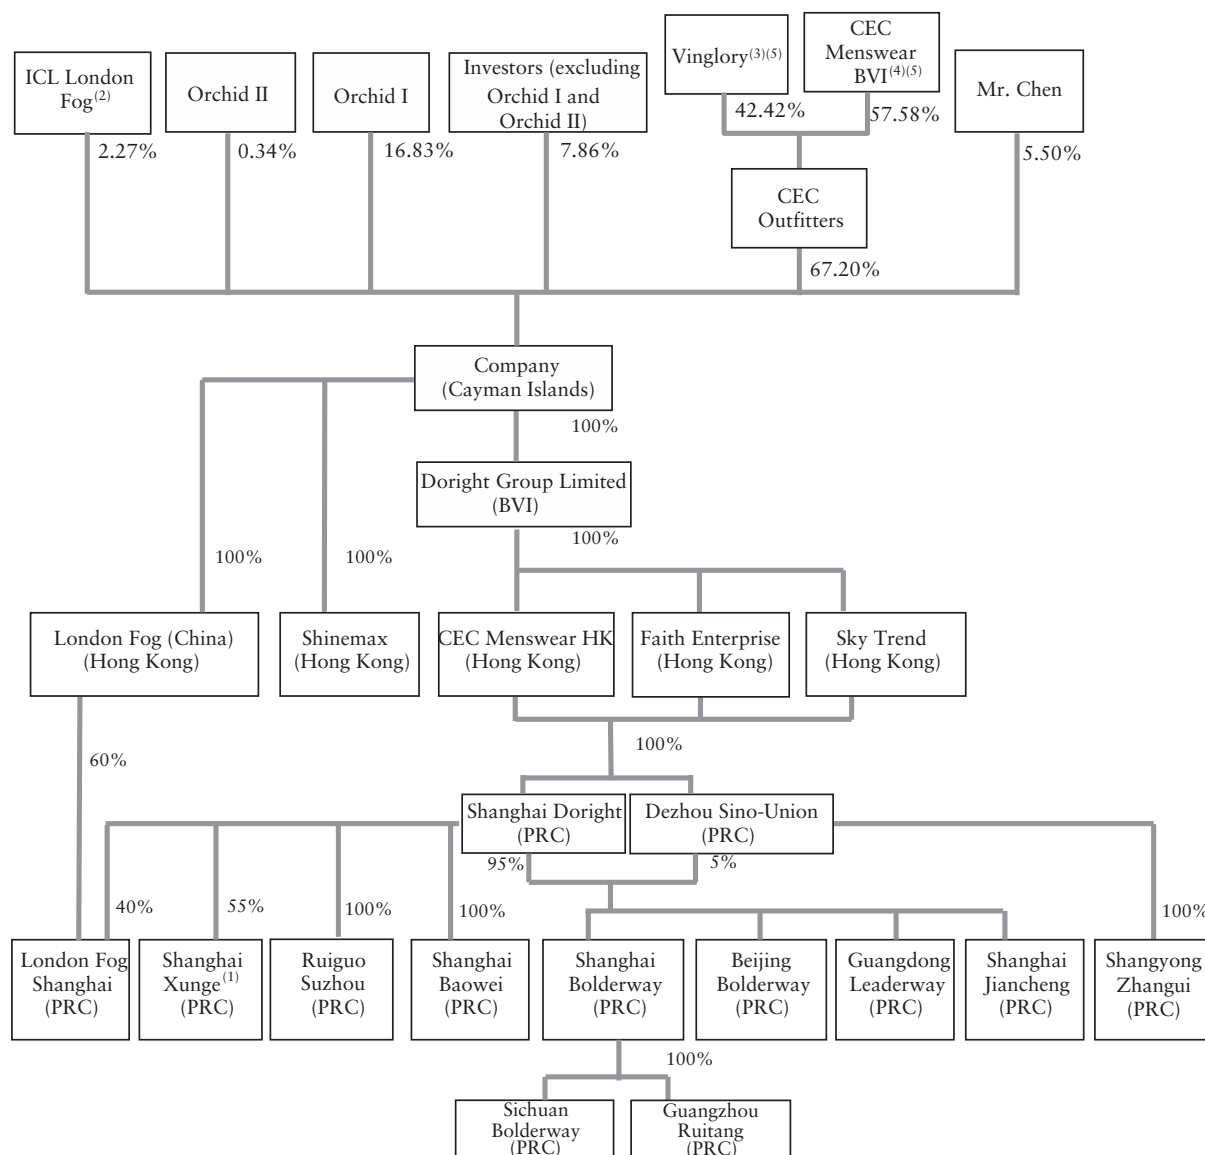 ICL London
Fog(2)
Orchid II
Orchid I
Investors (excluding
Orchid I and
Orchid II)
Vinglory(3)(5)
CEC
Menswear
BVI(4)(5)
Mr. Chen
2.27%
0.34%
16.83%
7.86%
42.42%
57.58%
5.50%
CEC
Outfitters
67.20%
Company
(Cayman Islands)
100%
Doright Group Limited
(BVI)
100%
100%
100%
London Fog (China)
(Hong Kong)
Shinemax
(Hong Kong)
CEC Menswear HK
(Hong Kong)
Faith Enterprise
(Hong Kong)
Sky Trend
(Hong Kong)
60%
100%
Shanghai Doright
(PRC)
Dezhou Sino-Union
(PRC)
95%
5%
40%
55%
100%
100%
100%
London Fog
Shanghai
(PRC)
Shanghai
Xunge(1)
(PRC)
Ruiguo
Suzhou
(PRC)
Shanghai
Baowei
(PRC)
Shanghai
Bolderway
(PRC)
Beijing
Bolderway
(PRC)
Guangdong
Leaderway
(PRC)
Shanghai
Jiancheng
(PRC)
Shangyong
Zhangui
(PRC)
100%
Sichuan
Bolderway
(PRC)
Guangzhou
Ruitang
(PRC)